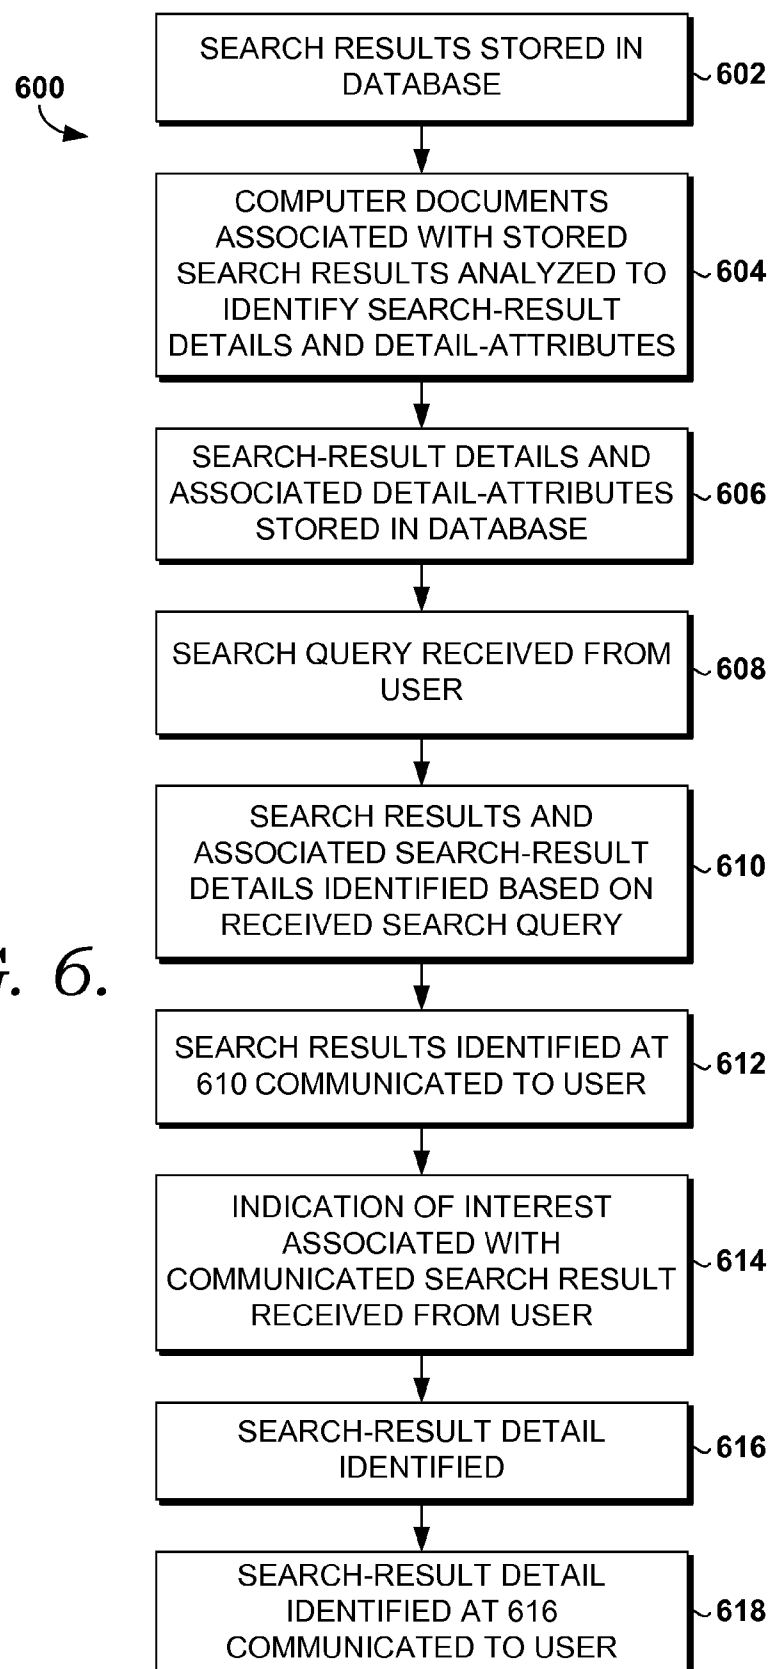 600
SEARCH RESULTS STORED IN
DATABASE
602
COMPUTER DOCUMENTS
ASSOCIATED WITH STORED
SEARCH RESULTS ANALYZED TO
IDENTIFY SEARCH-RESULT
DETAILS AND DETAIL-ATTRIBUTES
604
SEARCH-RESULT DETAILS AND
ASSOCIATED DETAIL-ATTRIBUTES
STORED IN DATABASE
606
SEARCH QUERY RECEIVED FROM
USER
608
SEARCH RESULTS AND
ASSOCIATED SEARCH-RESULT
DETAILS IDENTIFIED BASED ON
RECEIVED SEARCH QUERY
610
6.
SEARCH RESULTS IDENTIFIED AT
610 COMMUNICATED TO USER
612
INDICATION OF INTEREST
ASSOCIATED WITH
COMMUNICATED SEARCH RESULT
RECEIVED FROM USER
614
SEARCH-RESULT DETAIL
IDENTIFIED
616
SEARCH-RESULT DETAIL
IDENTIFIED AT 616
COMMUNICATED TO USER
618